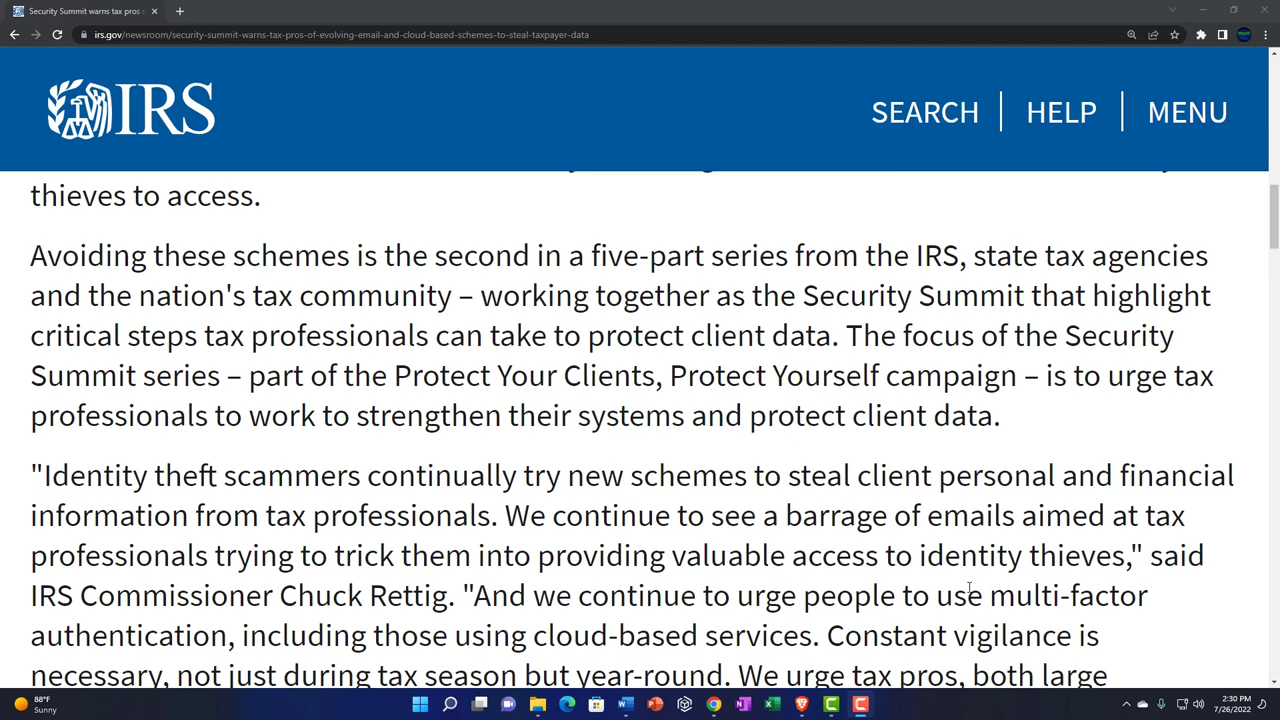 Security Summit warns tax pros
irs.gov/newsroom/security-summit-warns-tax-pros-of-evolving-email-and-cloud-based-schemes-to-steal-taxpayer-data
IRS
SEARCH
HELP
MENU
thieves to access.
Avoiding these schemes is the second in a five-part series from the IRS, state tax agencies
and the nation's tax community – working together as the Security Summit that highlight
critical steps tax professionals can take to protect client data. The focus of the Security
Summit series – part of the Protect Your Clients, Protect Yourself campaign – is to urge tax
professionals to work to strengthen their systems and protect client data.
"Identity theft scammers continually try new schemes to steal client personal and financial
information from tax professionals. We continue to see a barrage of emails aimed at tax
professionals trying to trick them into providing valuable access to identity thieves," said
IRS Commissioner Chuck Rettig. "And we continue to urge people to use multi-factor
authentication, including those using cloud-based services. Constant vigilance is
necessary, not just during tax season but year-round. We urge tax pros, both large
88°F
Sunny
2:30 PM
7/26/2022